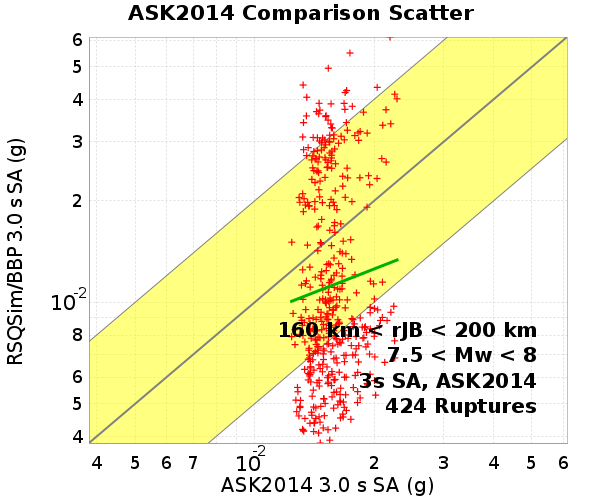 ASK2014 Comparison Scatter
RSQSim/BBP 3.0 s SA (g)
6
5
4
3
2
10-2
8
6
5
4
160 km < rJB < 200 km
7.5 < Mw < 8
3s SA, ASK2014
424 Ruptures
4 5 6 7 10-2 2 3 4 5 6
ASK2014 3.0 s SA (g)